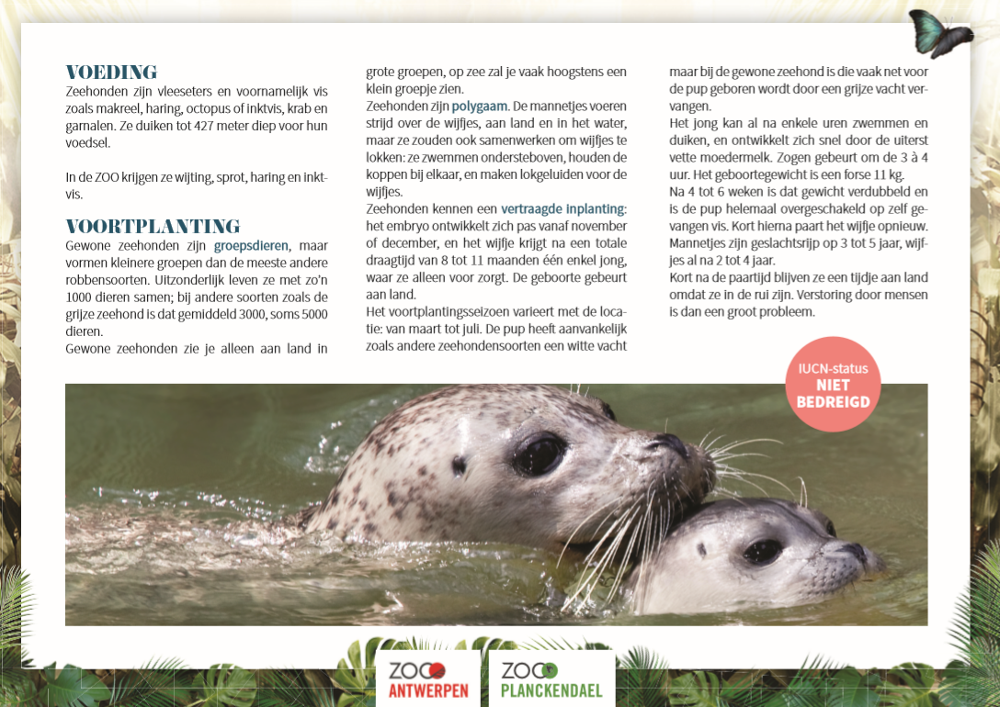 VOEDING
Zeehonden zijn vleeseters en voornamelijk vis
zoals makreel, haring, octopus of inktvis, krab en
garnalen. Ze duiken tot 427 meter diep voor hun
voedsel.
In de ZOO krijgen ze wijting, sprot, haring en inkt-
vis.
VOORTPLANTING
Gewone zeehonden zijn groepsdieren, maar
vormen kleinere groepen dan de meeste andere
robbensoorten. Uitzonderlijk leven ze met zo’n
1000 dieren samen; bij andere soorten zoals de
grijze zeehond is dat gemiddeld 3000, soms 5000
dieren.
Gewone zeehonden zie je alleen aan land in
grote groepen, op zee zal je vaak hoogstens een
klein groepje zien.
Zeehonden zijn polygaam. De mannetjes voeren
strijd over de wijfjes, aan land en in het water,
maar ze zouden ook samenwerken om wijfjes te
lokken: ze zwemmen ondersteboven, houden de
koppen bij elkaar, en maken lokgeluiden voor de
wijfjes.
Zeehonden kennen een vertraagde inplanting:
het embryo ontwikkelt zich pas vanaf november
of december, en het wijfje krijgt na een totale
draagtijd van 8 tot 11 maanden één enkel jong,
waar ze alleen voor zorgt. De geboorte gebeurt
aan land.
Het voortplantingsseizoen varieert met de loca-
tie: van maart tot juli. De pup heeft aanvankelijk
zoals andere zeehondensoorten een witte vacht
maar bij de gewone zeehond is die vaak net voor
de pup geboren wordt door een grijze vacht ver-
vangen.
Het jong kan al na enkele uren zwemmen en
duiken, en ontwikkelt zich snel door de uiterst
vette moedermelk. Zogen gebeurt om de 3 à 4
uur. Het geboortegewicht is een forse 11 kg.
Na 4 tot 6 weken is dat gewicht verdubbeld en
is de pup helemaal overgeschakeld op zelf ge-
vangen vis. Kort hierna paart het wijfje opnieuw.
Mannetjes zijn geslachtsrijp op 3 tot 5 jaar, wijf-
jes al na 2 tot 4 jaar.
Kort na de paartijd blijven ze een tijdje aan land
omdat ze in de rui zijn. Verstoring door mensen
is dan een groot probleem.
IUCN-status
NIET
BEDREIGD
ZOO
ANTWERPEN
ZOO
PLANCKENDAEL